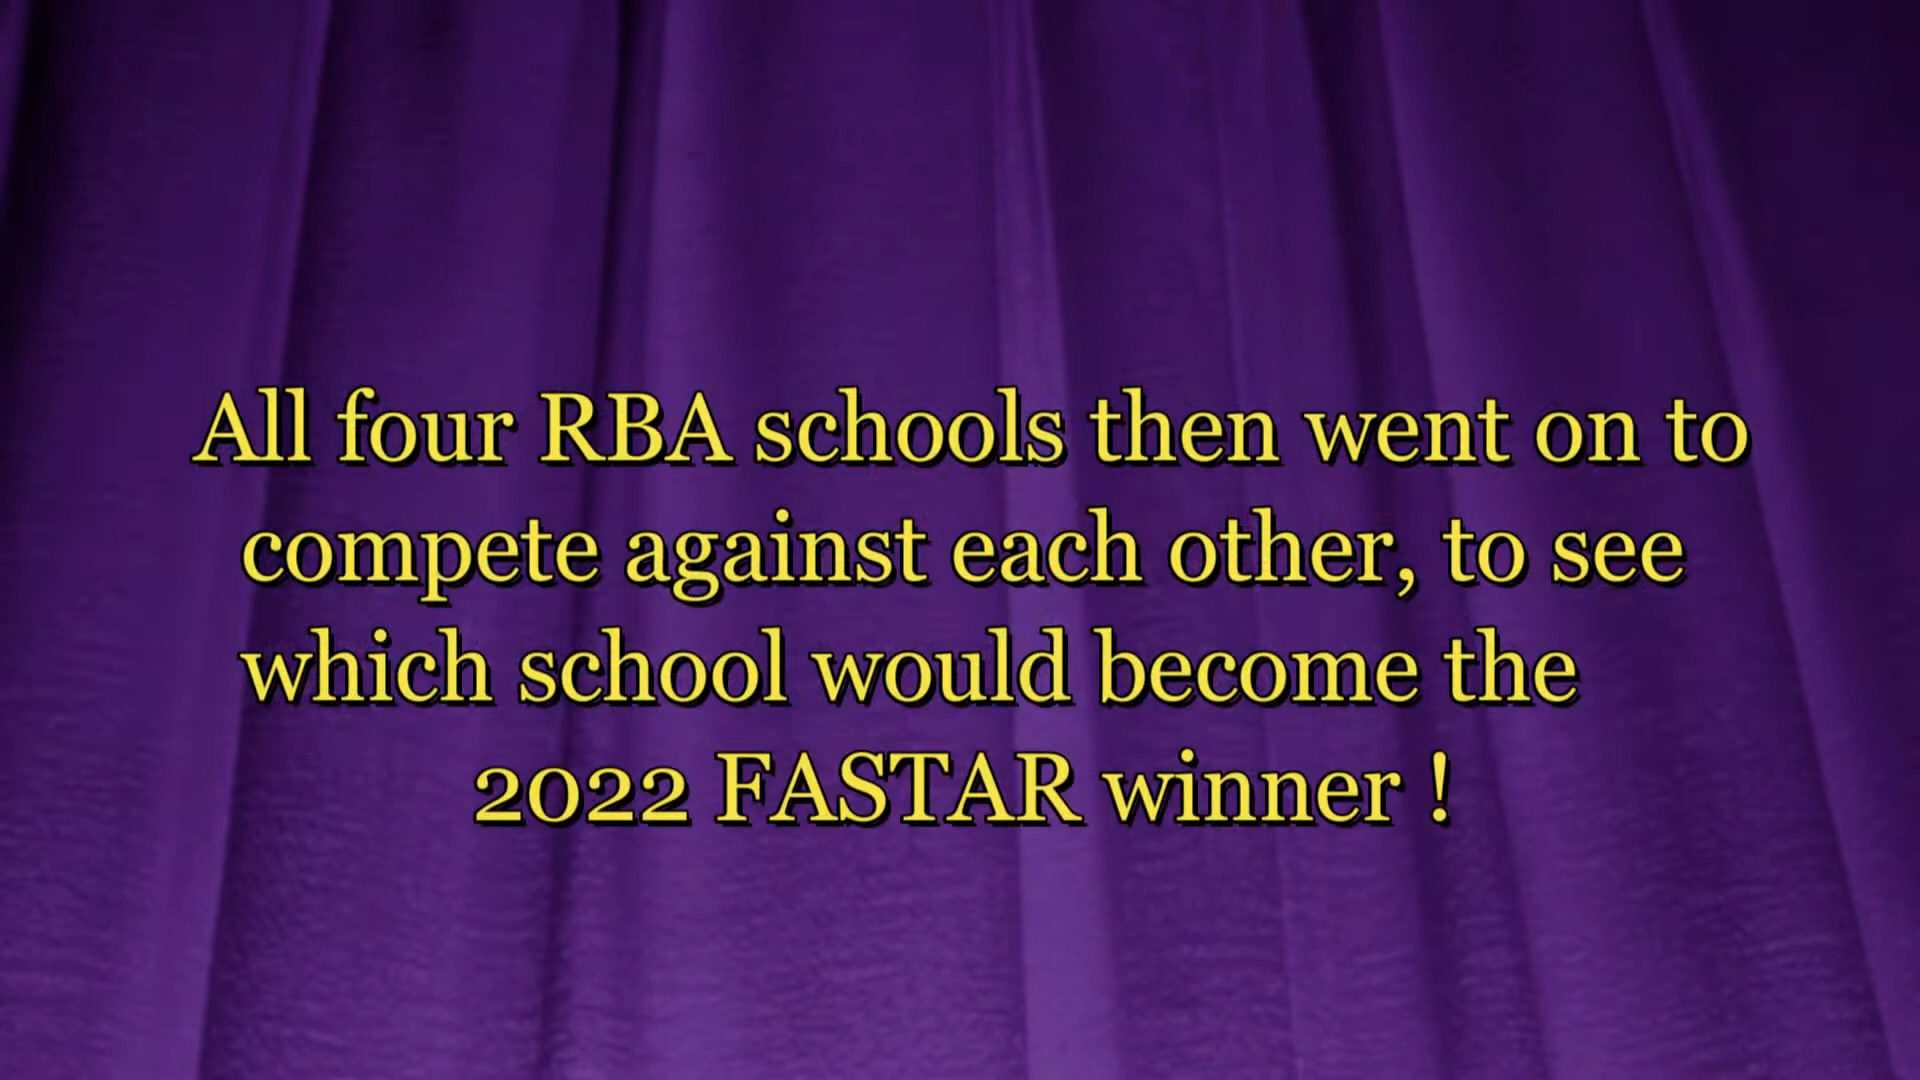 All four RBA schools then went on to
compete against each other, to see
which school would become the
2022 FASTAR winner !